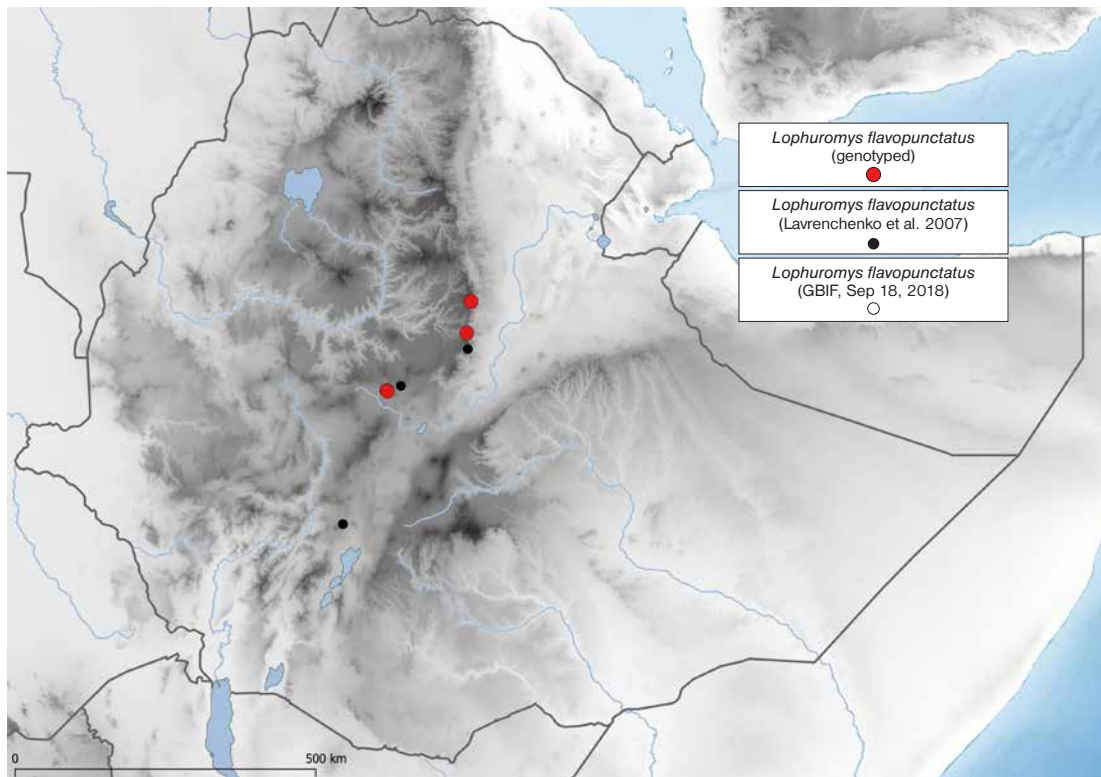 Lophuromys flavopunctatus
(genotyped)
Lophuromys flavopunctatus
(Lavrenchenko et al. 2007)
Lophuromys flavopunctatus
(GBIF, Sep 18, 2018)
0
500 km